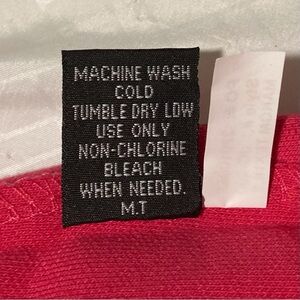 MACHINE WASH
COLD
TUMBLE DRY LOW
USE ONLY
NON-CHLORINE
BLEACH
WHEN NEEDED.
M.T